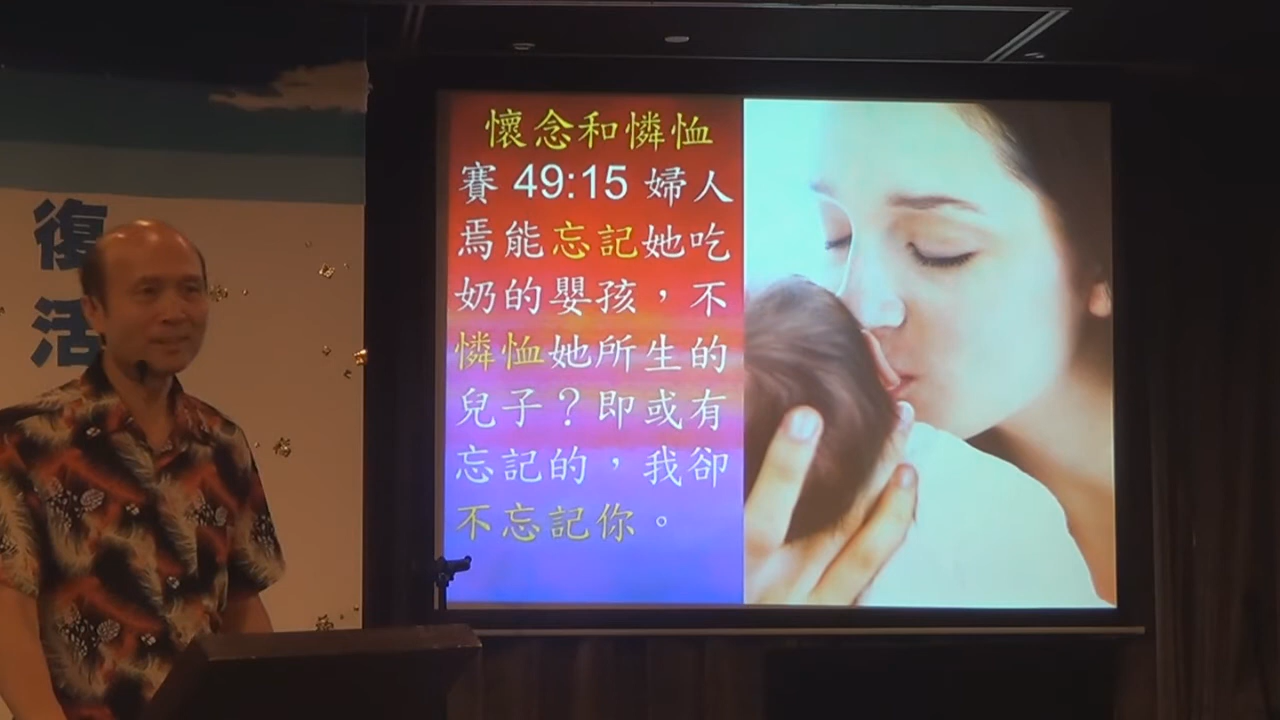 復
活
懷念和憐恤
賽 49:15 婦人
焉能忘記她吃
奶的嬰孩，不
憐恤她所生的
兒子？即或有
忘記的，我卻
不忘記你。